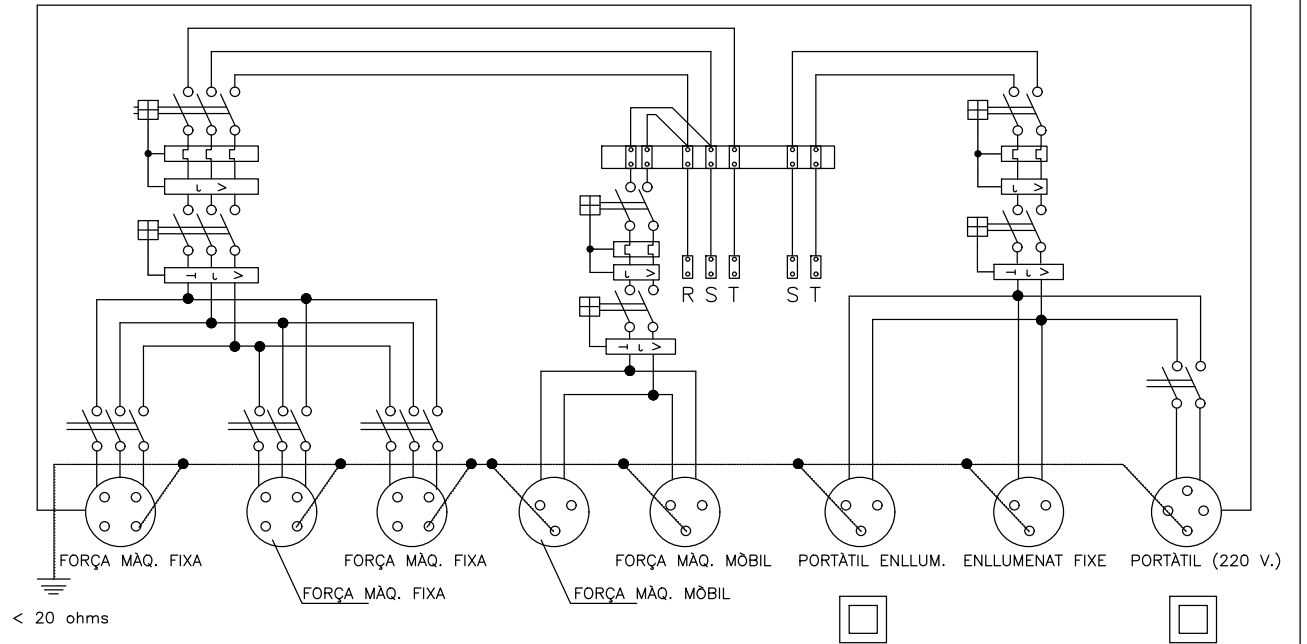 R S T S T
FORÇA MÀQ. FIXA FORÇA MÀQ. FIXA FORÇA MÀQ. MÒBIL PORTÀTIL ENLLUM. ENLLUMENAT FIXE PORTÀTIL (220 V.)
FORÇA MÀQ. FIXA FORÇA MÀQ. MÒBIL
< 20 ohms